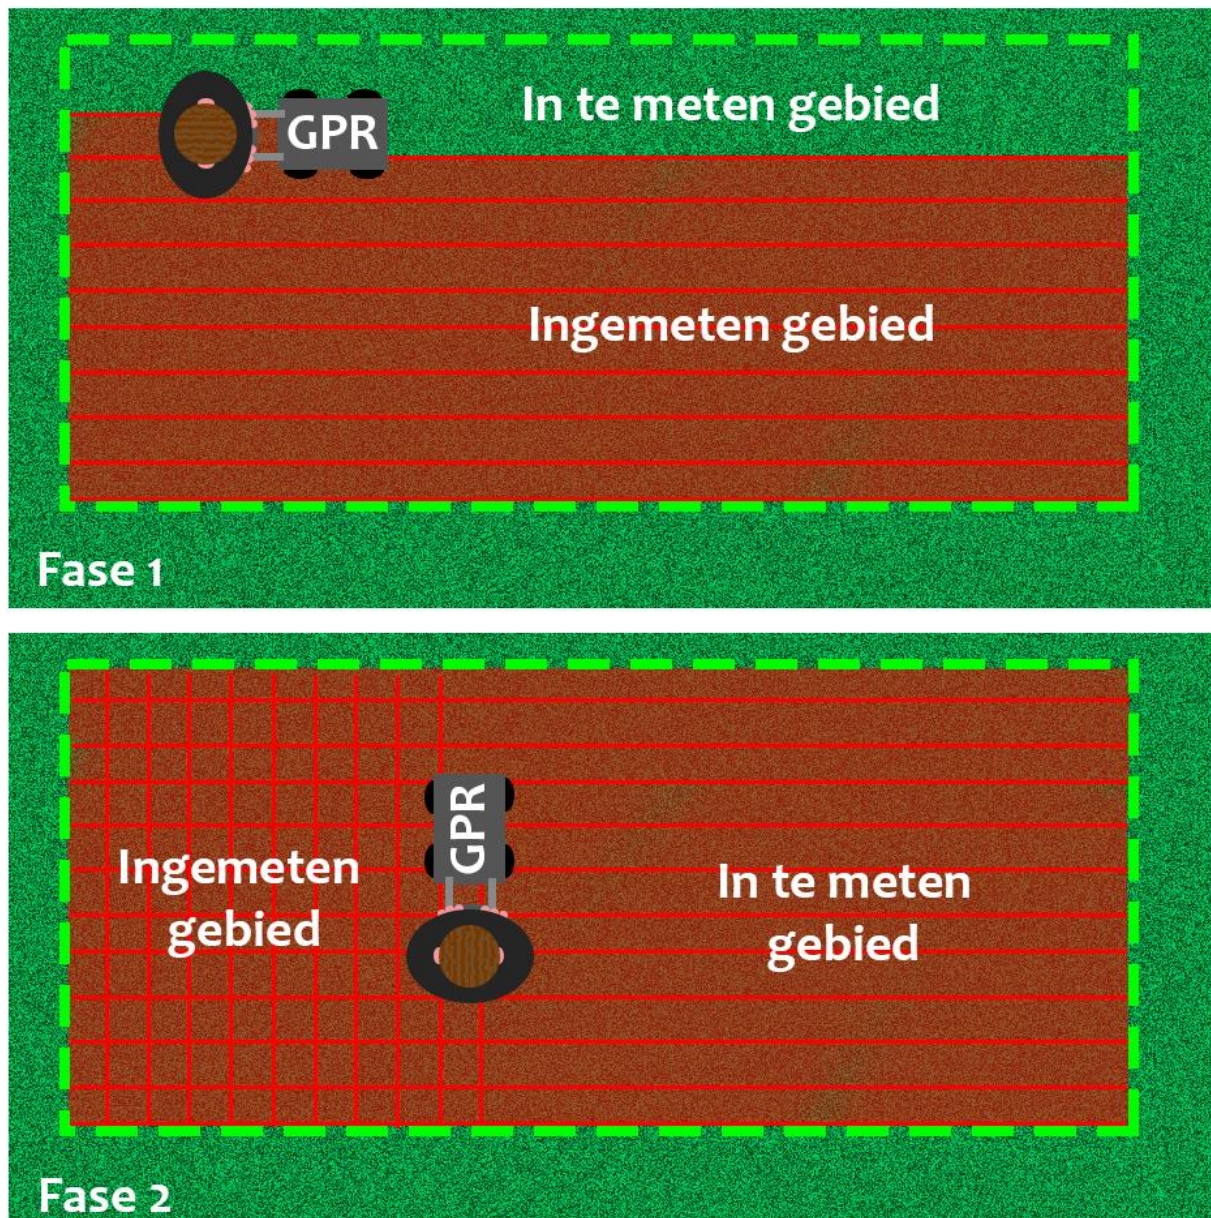 In te meten gebied
GPR
Ingemeten gebied
Fase 1
GPR
Ingemeten
gebied
In te meten
gebied
Fase 2